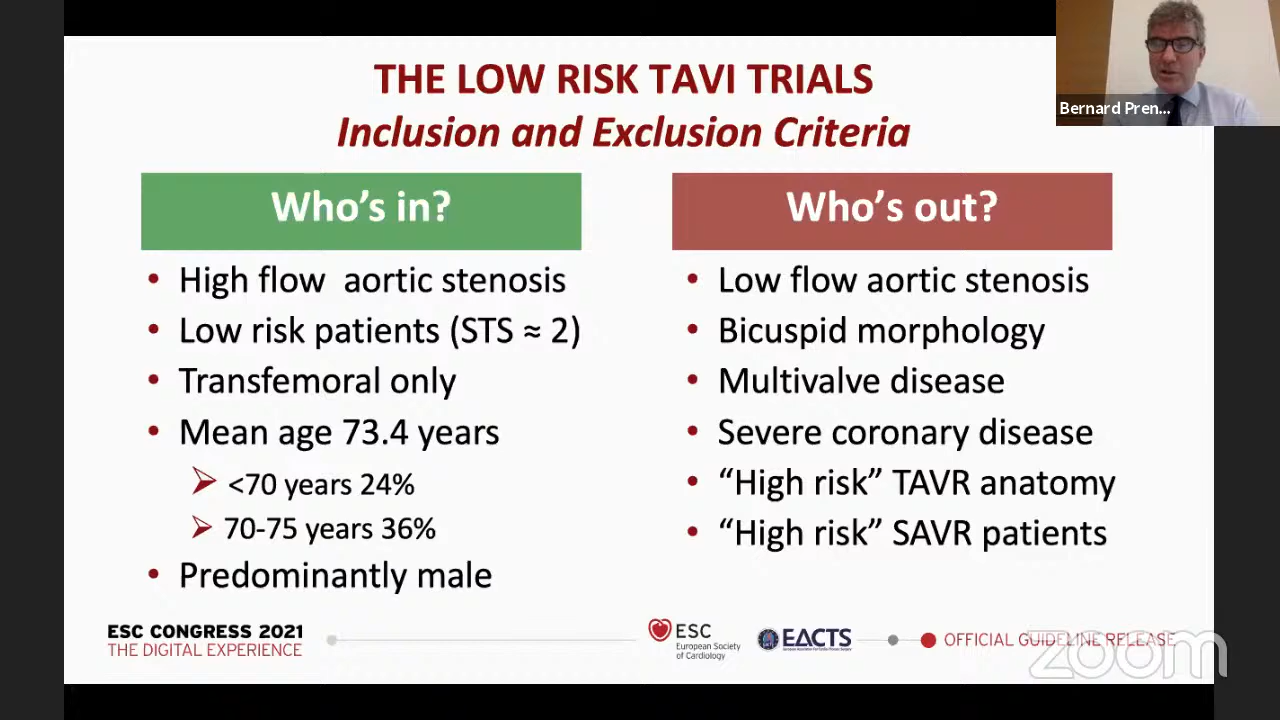 THE LOW RISK TAVI TRIALS
Inclusion and Exclusion Criteria
Bernard Pren...
Who's in?
• High flow aortic stenosis
• Low risk patients (STS ≈ 2)
• Transfemoral only
• Mean age 73.4 years
➢ <70 years 24%
➢ 70-75 years 36%
• Predominantly male
Who's out?
• Low flow aortic stenosis
• Bicuspid morphology
• Multivalve disease
• Severe coronary disease
• “High risk” TAVR anatomy
• “High risk” SAVR patients
ESC CONGRESS 2021
THE DIGITAL EXPERIENCE
ESC
European Society
of Cardiology
EACTS
OFFICIAL GUIDELINE RELEASE
zoom